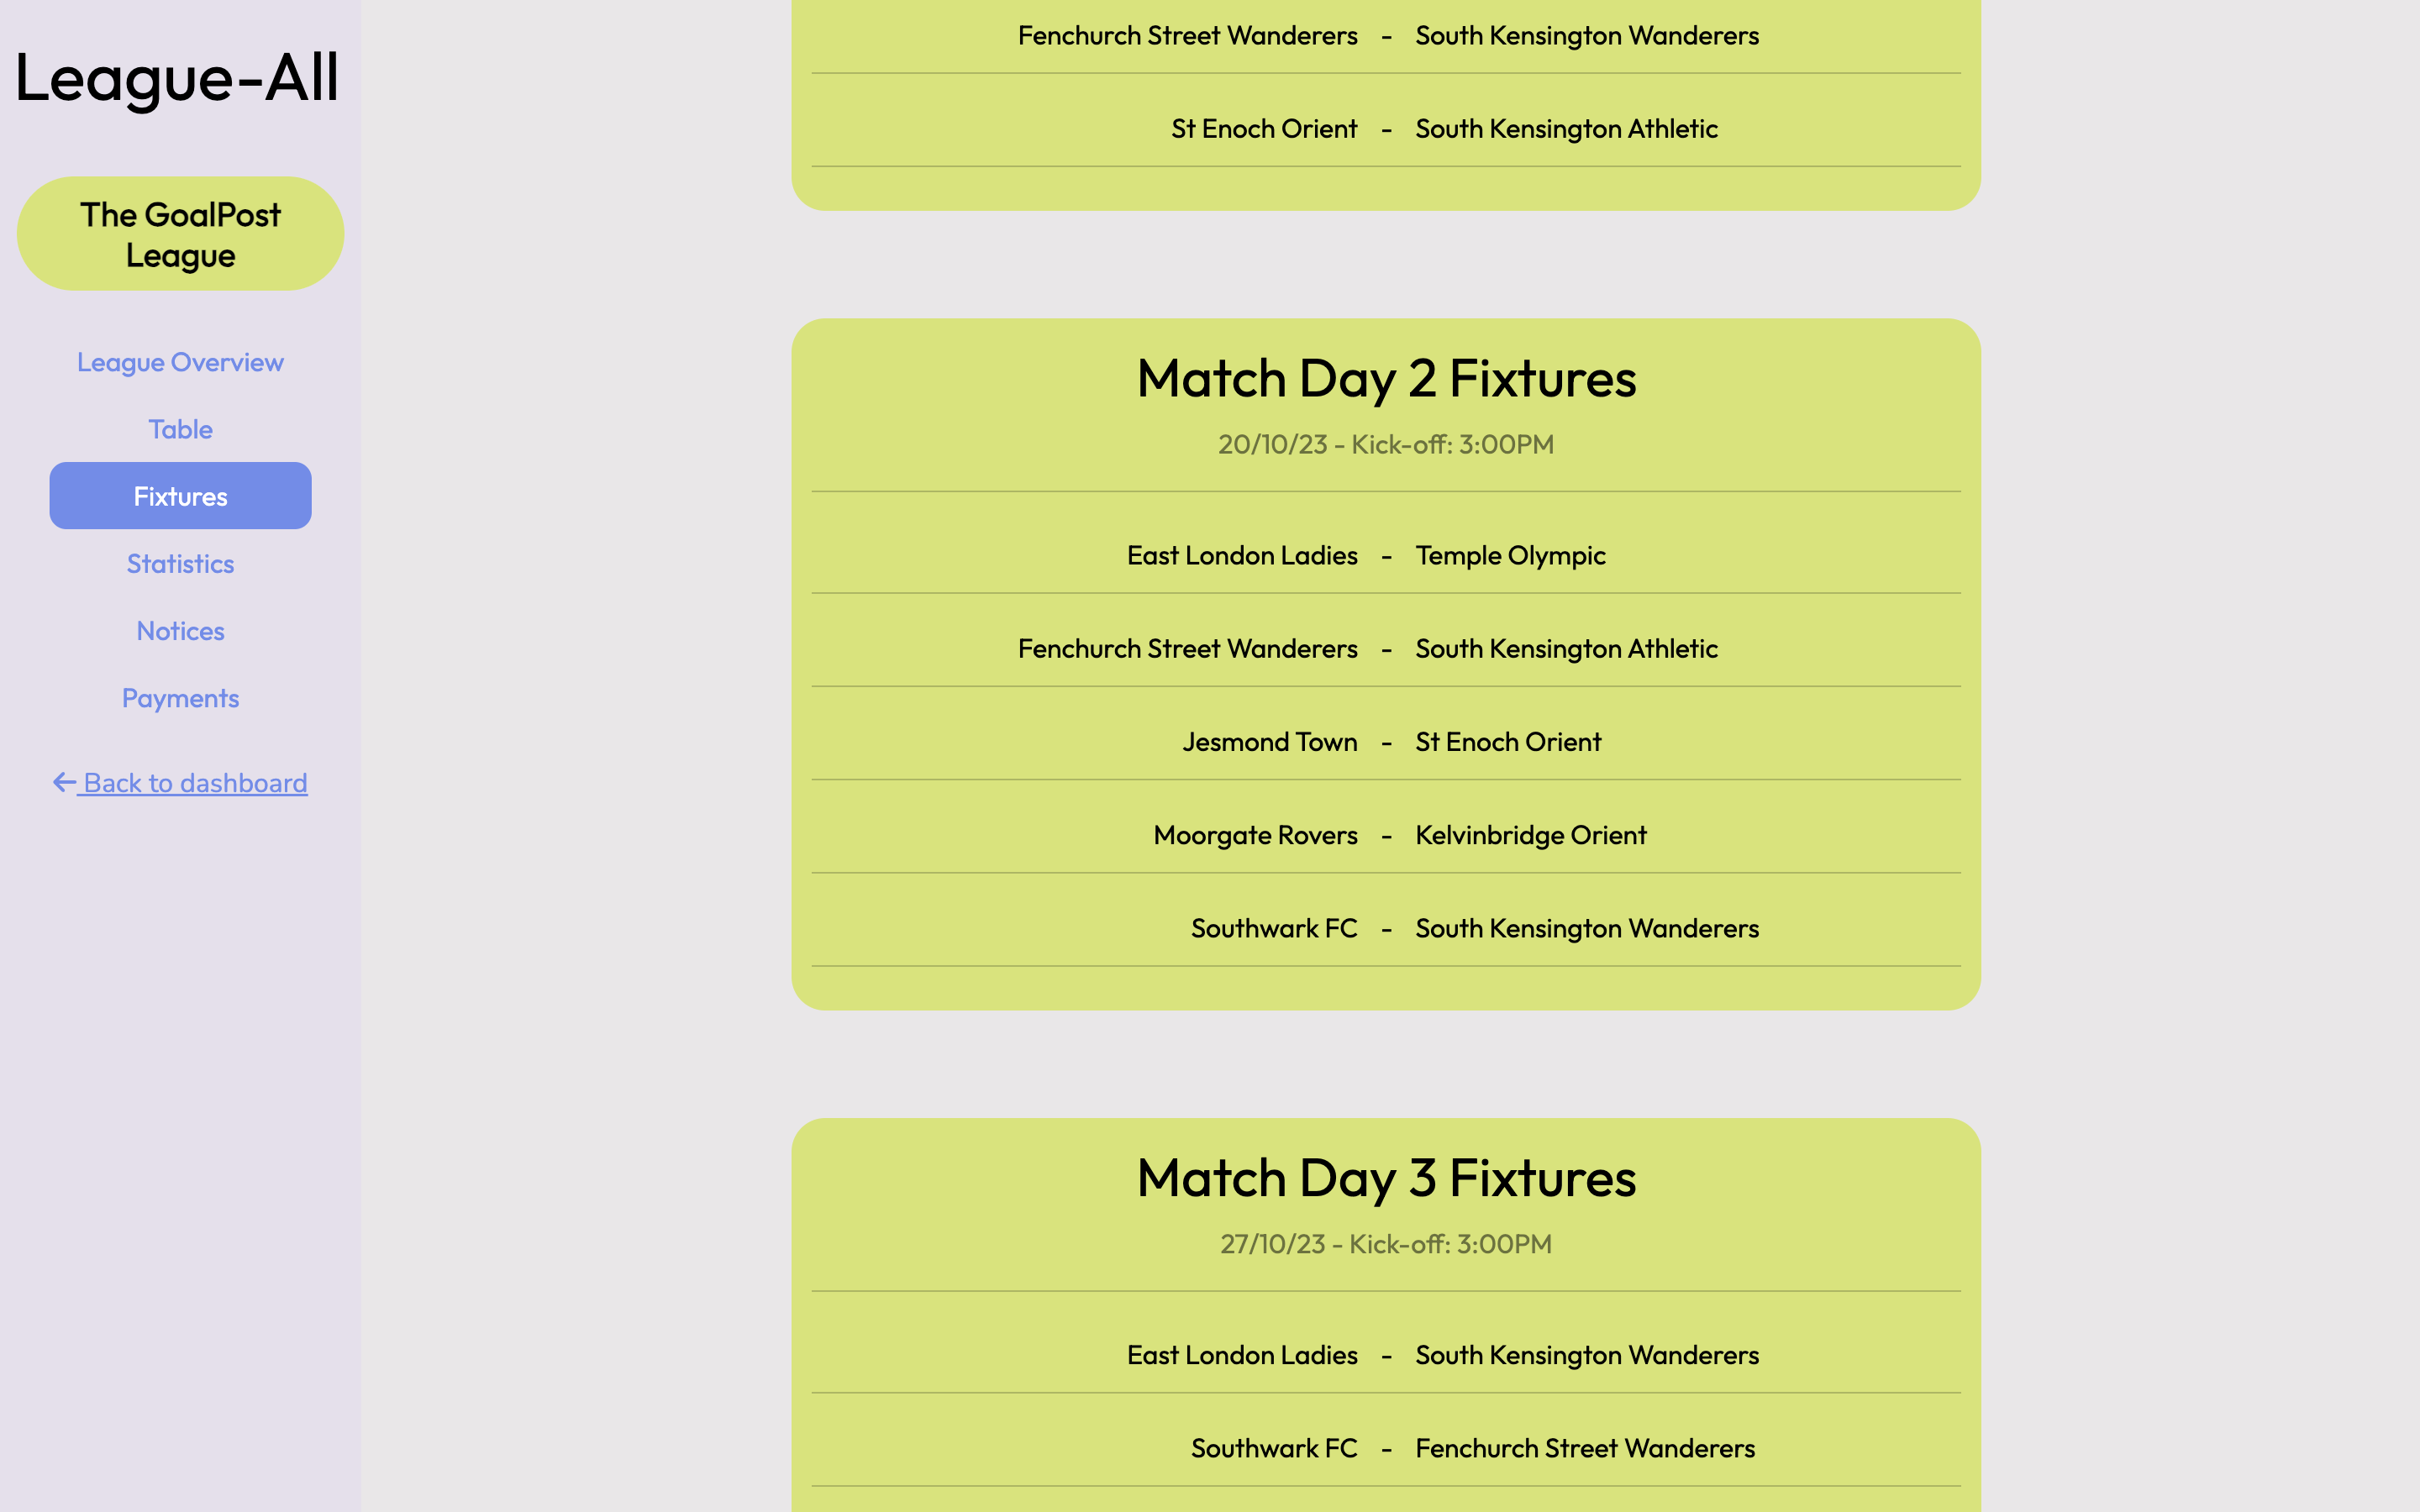 League-All
The GoalPost
League
League Overview
Table
Fixtures
Statistics
Notices
Payments
Back to dashboard
Fenchurch Street Wanderers - South Kensington Wanderers
St Enoch Orient - South Kensington Athletic
Match Day 2 Fixtures
20/10/23 - Kick-off: 3:00PM
East London Ladies - Temple Olympic
Fenchurch Street Wanderers - South Kensington Athletic
Jesmond Town - St Enoch Orient
Moorgate Rovers - Kelvinbridge Orient
Southwark FC - South Kensington Wanderers
Match Day 3 Fixtures
27/10/23 - Kick-off: 3:00PM
East London Ladies - South Kensington Wanderers
Southwark FC - Fenchurch Street Wanderers